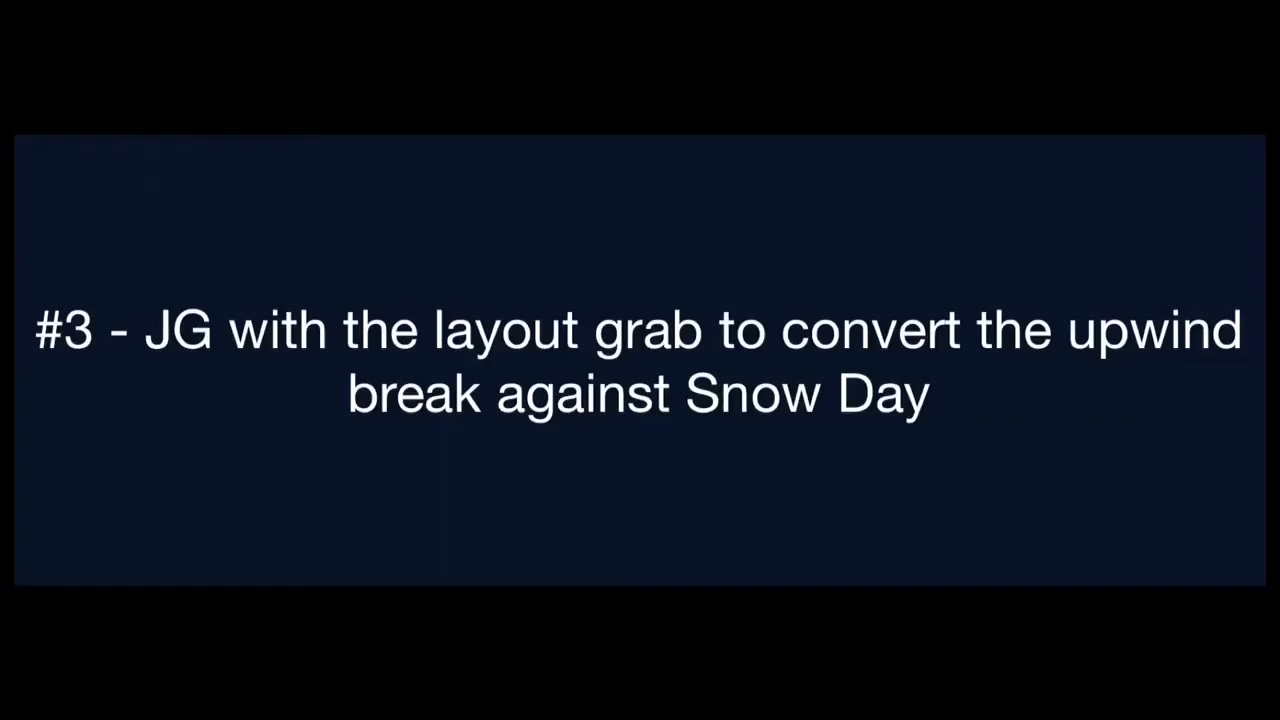 #3 - JG with the layout grab to convert the upwind
break against Snow Day